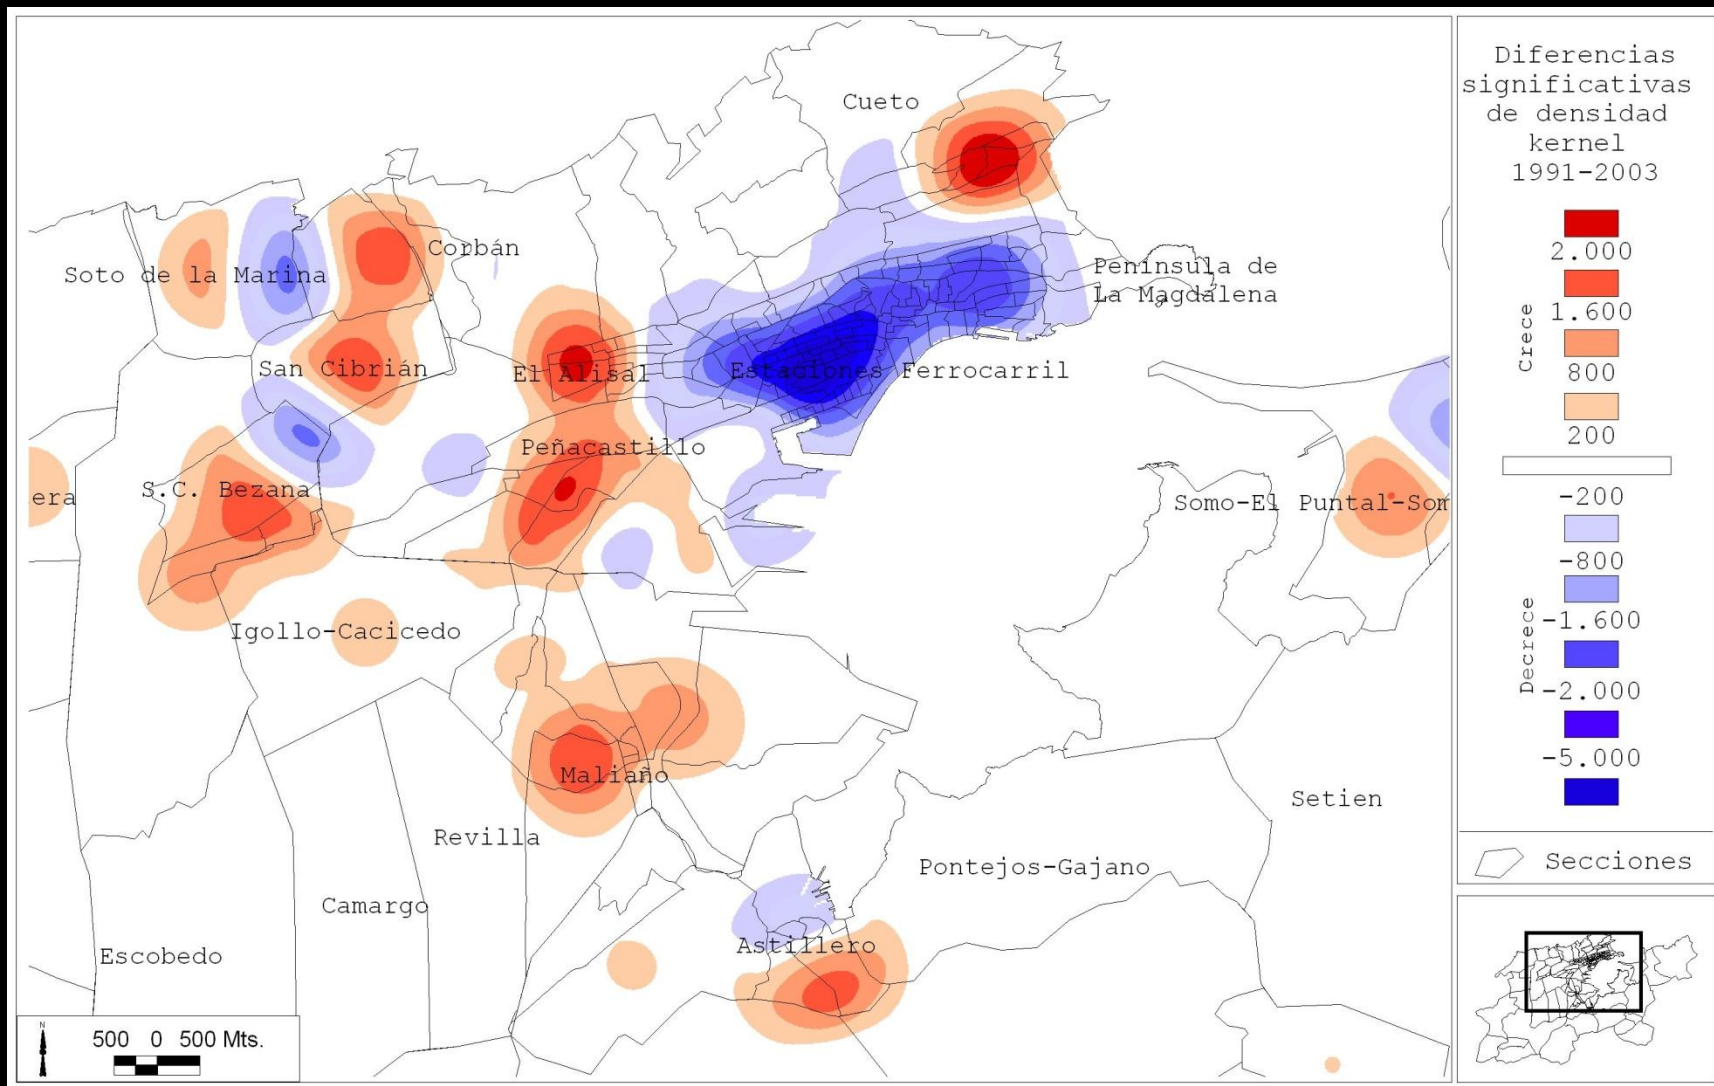 Cueto
Corbán
Soto de la Marina
Península de
La Magdalena
San Cibrián
El Alisal
Estaciones Ferrocarril
Peñacastillo
S.C. Bezana
era
Somo-El Puntal-Som
Igollo-Cacicedo
Maliaño
Setien
Revilla
Pontejos-Gajano
Camargo
Astillero
Escobedo
N
500 0 500 Mts.
Diferencias
significativas
de densidad
kernel
1991-2003
Crece
2.000
1.600
800
200
-200
-800
Decrece
-1.600
-2.000
-5.000
Secciones